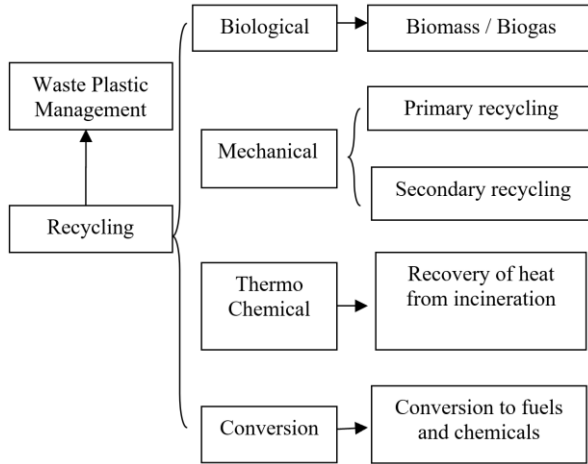 Biological
Biomass / Biogas
Waste Plastic
Management
Primary recycling
Mechanical
Secondary recycling
Recycling
Thermo
Chemical
Recovery of heat
from incineration
Conversion
Conversion to fuels
and chemicals